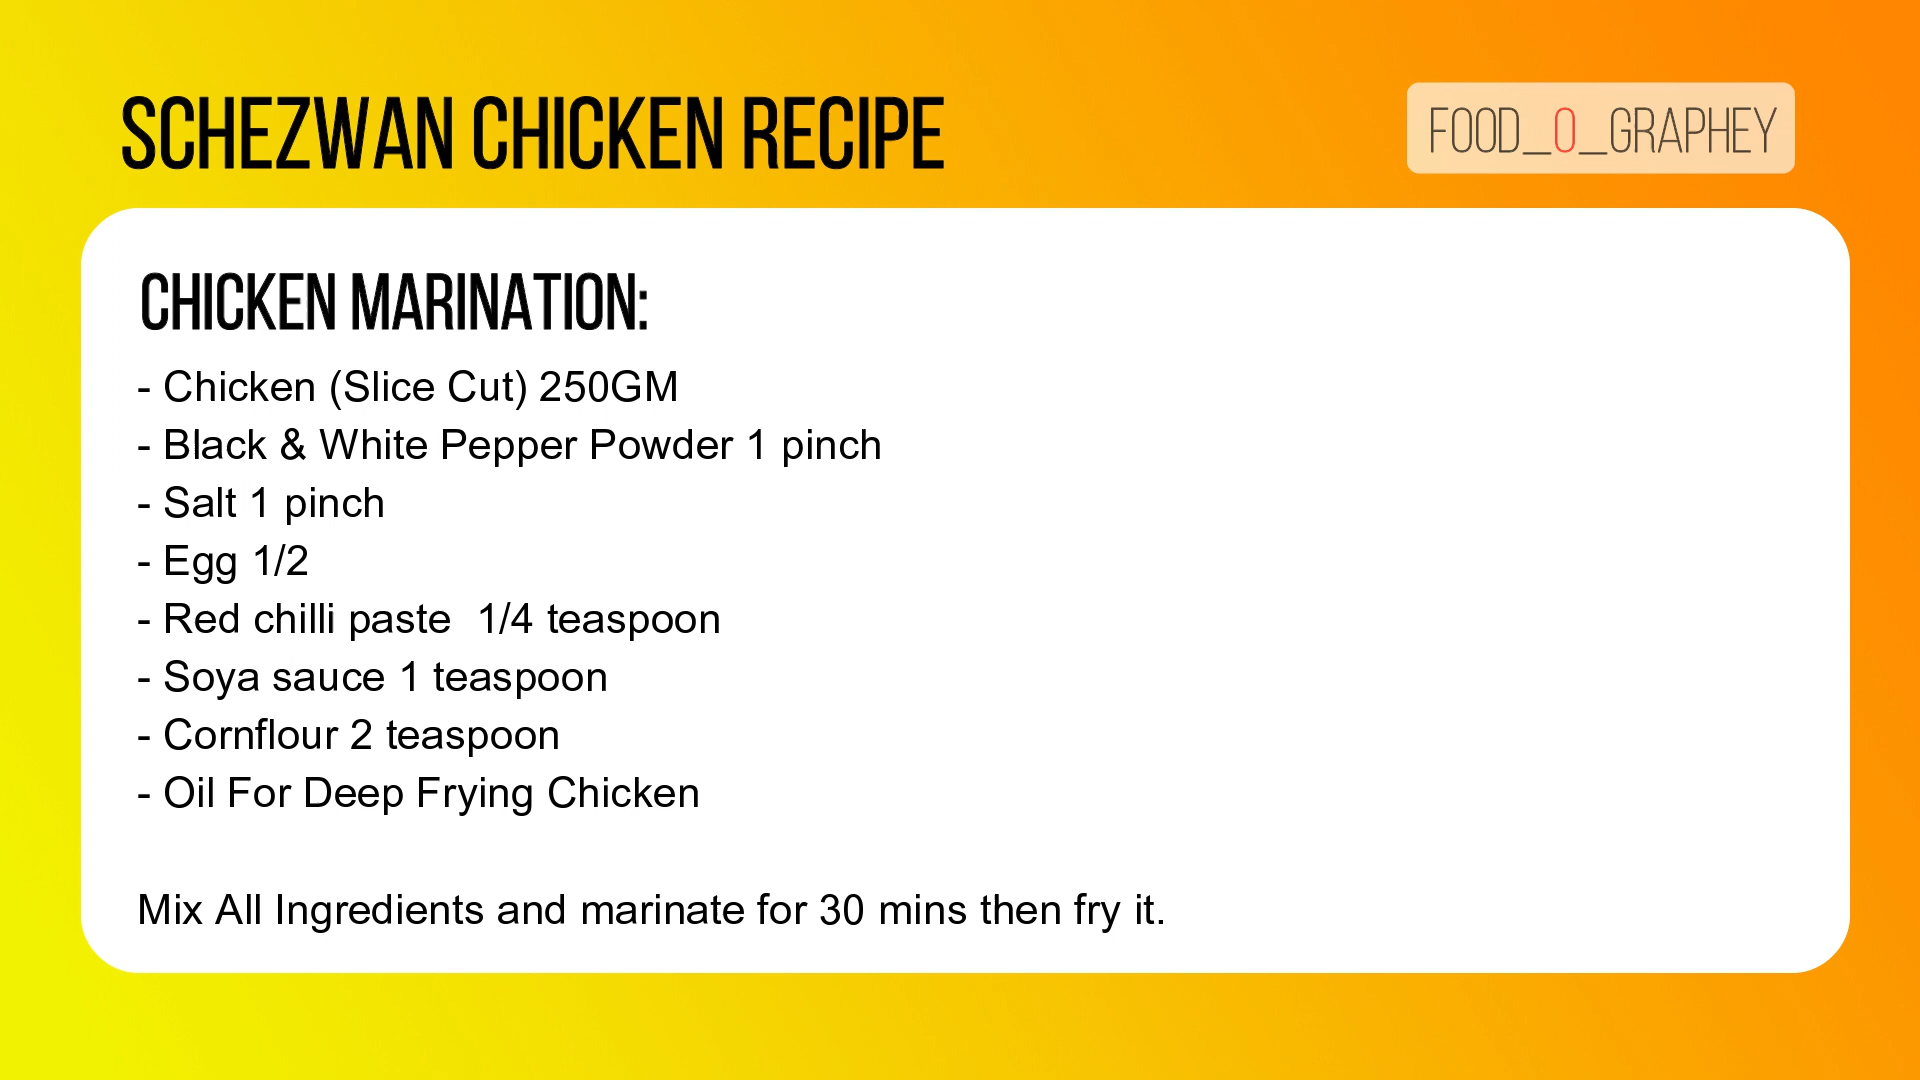 SCHEZWAN CHICKEN RECIPE
FOOD_O_GRAPHEY
CHICKEN MARINATION:
- Chicken (Slice Cut) 250GM
- Black & White Pepper Powder 1 pinch
- Salt 1 pinch
- Egg 1/2
- Red chilli paste  1/4 teaspoon
- Soya sauce 1 teaspoon
- Cornflour 2 teaspoon
- Oil For Deep Frying Chicken
Mix All Ingredients and marinate for 30 mins then fry it.